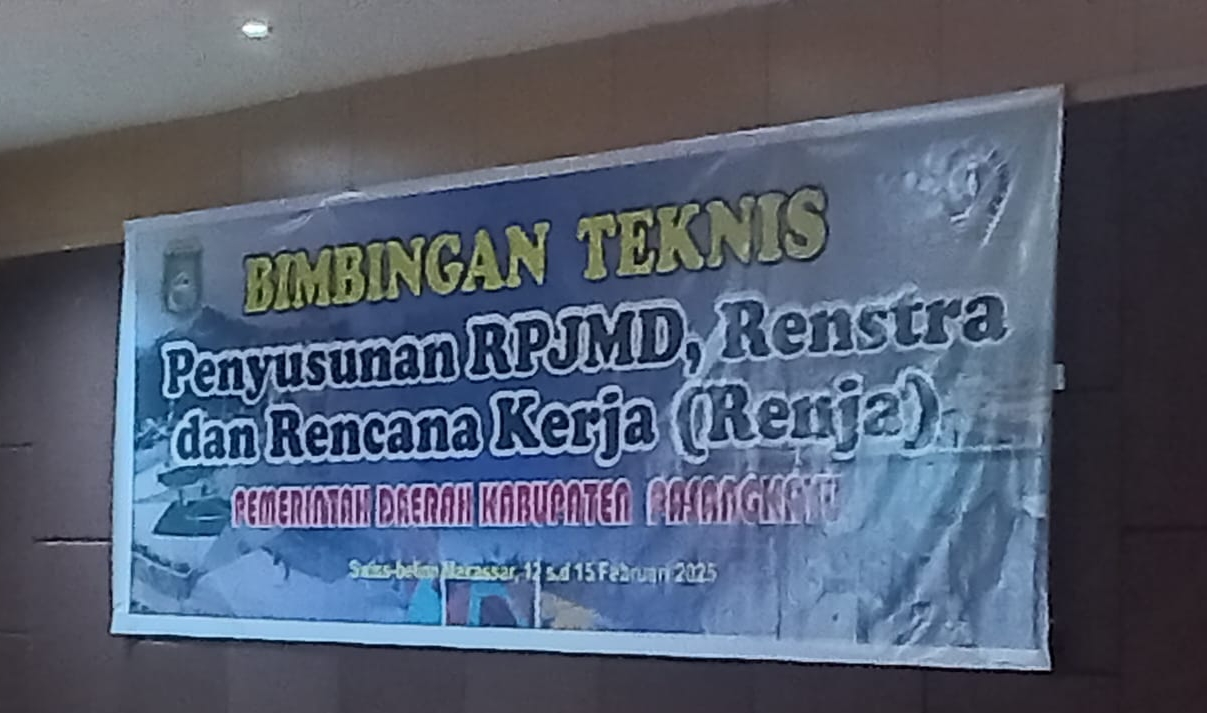 BIMBINGAN TEKNIS
Penyusunan RPJMD, Renstra
dan Rencana Kerja (Renja)
PEMERINTAH DAERAH KABUPATEN PASANGKAYU
Makassar, 12 s.d 15 Februari 2025